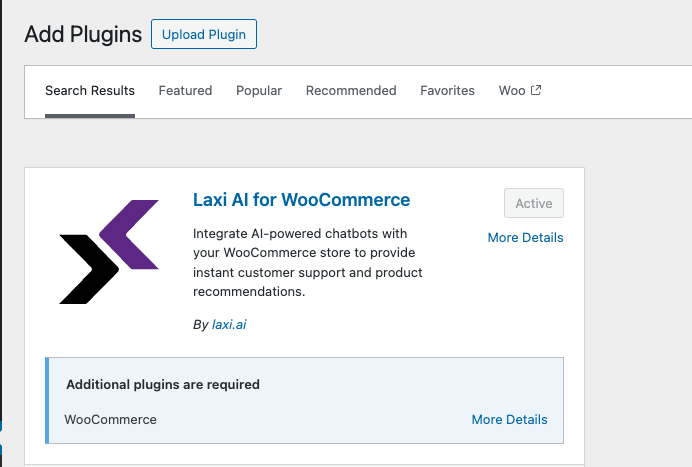 Add Plugins Upload Plugin
Search Results Featured Popular Recommended Favorites Woo
Laxi AI for WooCommerce
Active
Integrate AI-powered chatbots with
your WooCommerce store to provide
instant customer support and product
recommendations.
More Details
By laxi.ai
Additional plugins are required
WooCommerce More Details